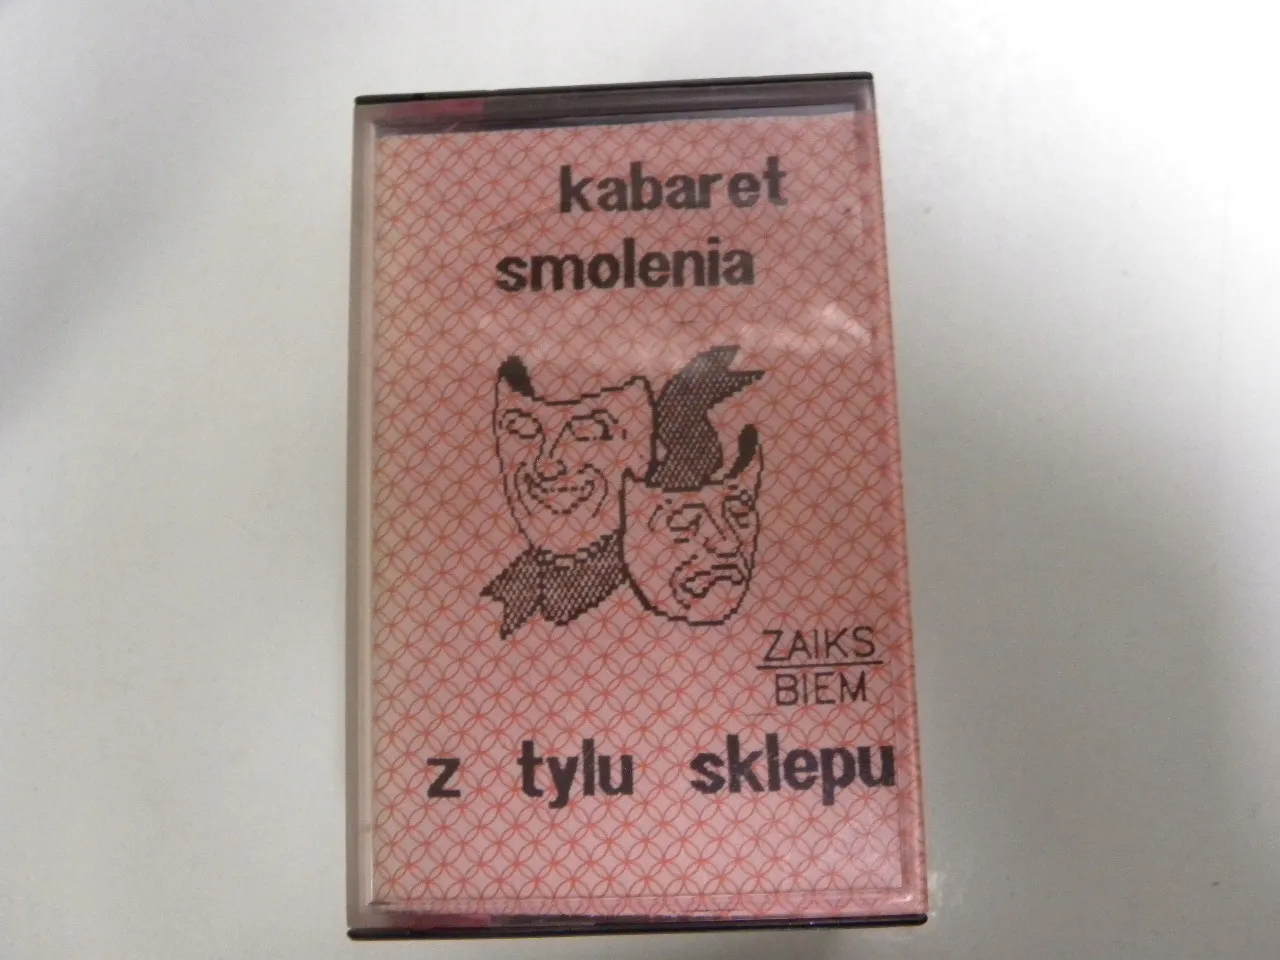 kabaret
smolenia
ZAIKS
BIEM
z tylu sklepu